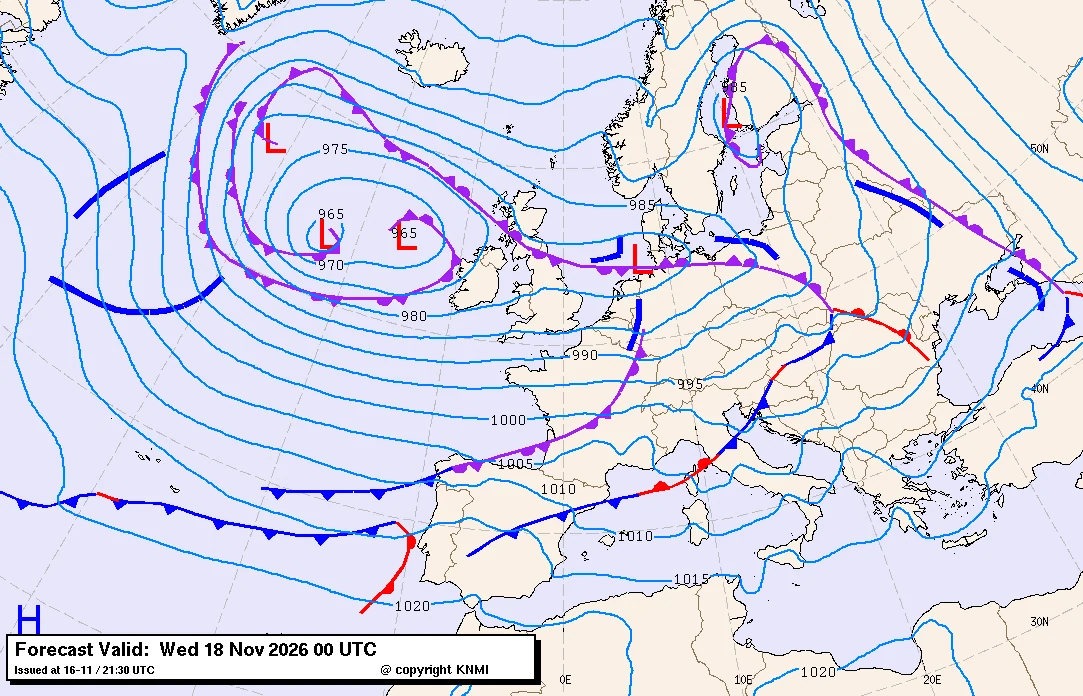 985
975
50N
985
965
965
970
980
990
995
40N
1000
1005
1010
1010
1015
1020
H
30N
L
L
L
L
L
Forecast Valid: Wed 18 Nov 2026 00 UTC
Issued at 16-11 / 21:30 UTC @ copyright KNMI
0E
10E
1020
20E